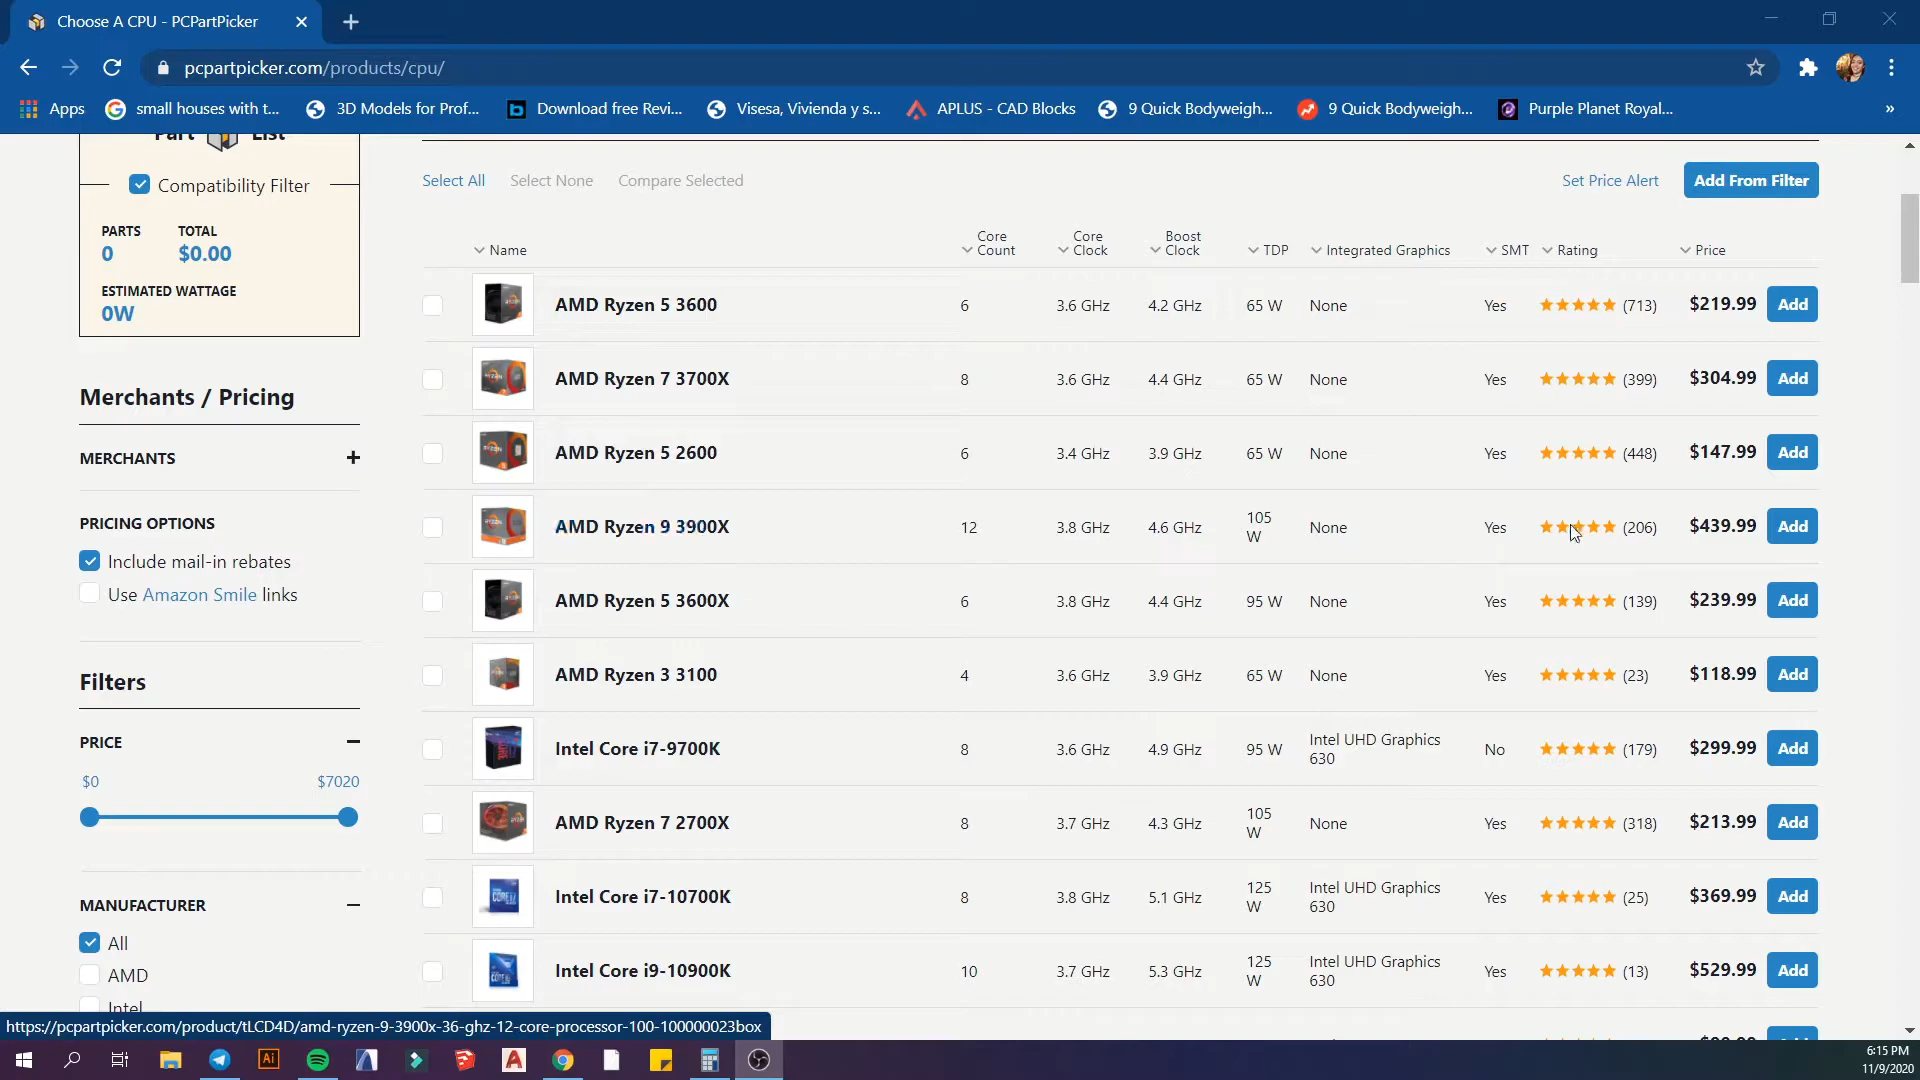 Choose A CPU - PCPartPicker
pcpartpicker.com/products/cpu/
Apps
small houses with t...
3D Models for Prof...
Download free Revi...
Visesa, Vivienda y s...
APLUS - CAD Blocks
9 Quick Bodyweigh...
9 Quick Bodyweigh...
Purple Planet Royal...
»
Part List
Compatibility Filter
PARTS TOTAL
0 $0.00
ESTIMATED WATTAGE
0W
Merchants / Pricing
MERCHANTS +
PRICING OPTIONS
Include mail-in rebates
Use Amazon Smile links
Filters
PRICE
$0 $7020
MANUFACTURER
All
AMD
Intel
Select All Select None Compare Selected Set Price Alert Add From Filter
Name Core Count Core Clock Boost Clock TDP Integrated Graphics SMT Rating Price
AMD Ryzen 5 3600 6 3.6 GHz 4.2 GHz 65 W None Yes (713) $219.99 Add
AMD Ryzen 7 3700X 8 3.6 GHz 4.4 GHz 65 W None Yes (399) $304.99 Add
AMD Ryzen 5 2600 6 3.4 GHz 3.9 GHz 65 W None Yes (448) $147.99 Add
AMD Ryzen 9 3900X 12 3.8 GHz 4.6 GHz 105 W None Yes (206) $439.99 Add
AMD Ryzen 5 3600X 6 3.8 GHz 4.4 GHz 95 W None Yes (139) $239.99 Add
AMD Ryzen 3 3100 4 3.6 GHz 3.9 GHz 65 W None Yes (23) $118.99 Add
Intel Core i7-9700K 8 3.6 GHz 4.9 GHz 95 W Intel UHD Graphics 630 No (179) $299.99 Add
AMD Ryzen 7 2700X 8 3.7 GHz 4.3 GHz 105 W None Yes (318) $213.99 Add
Intel Core i7-10700K 8 3.8 GHz 5.1 GHz 125 W Intel UHD Graphics 630 Yes (25) $369.99 Add
Intel Core i9-10900K 10 3.7 GHz 5.3 GHz 125 W Intel UHD Graphics 630 Yes (13) $529.99 Add
https://pcpartpicker.com/product/tLCD4D/amd-ryzen-9-3900x-36-ghz-12-core-processor-100-100000023box
Ai
6:15 PM
11/9/2020